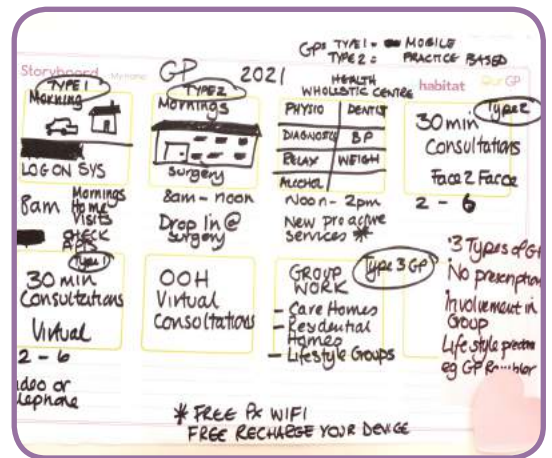 GPs TYPE 1 = MOBILE
TYPE 2 = PRACTICE BASED
Storyboard
GP 2021
HEALTH
WHOLISTIC CENTRE
habitat
Our GP
TYPE 1
Morning
LOG ON SYS
8am Mornings
Home
Visits
CHECK
APTS
TYPE 2
Mornings
Surgery
8am - noon
Drop In @
surgery
PHYSIO DENTIST
DIAGNOSTIC BP
RELAX WEIGH
ALCOHOL
Noon - 2pm
New proactive
services *
Type 2
30 min
Consultations
Face 2 Face
2 - 6
Type 1
30 min
Consultations
Virtual
2 - 6
OOH
Virtual
Consultations
GROUP
WORK
Type 3 GP
- Care Homes
- Residential
Homes
- Lifestyle Groups
3 Types of
No prescription
Involvement in
Group
Lifestyle
eg GP
* FREE Px WIFI
FREE RECHARGE YOUR DEVICE